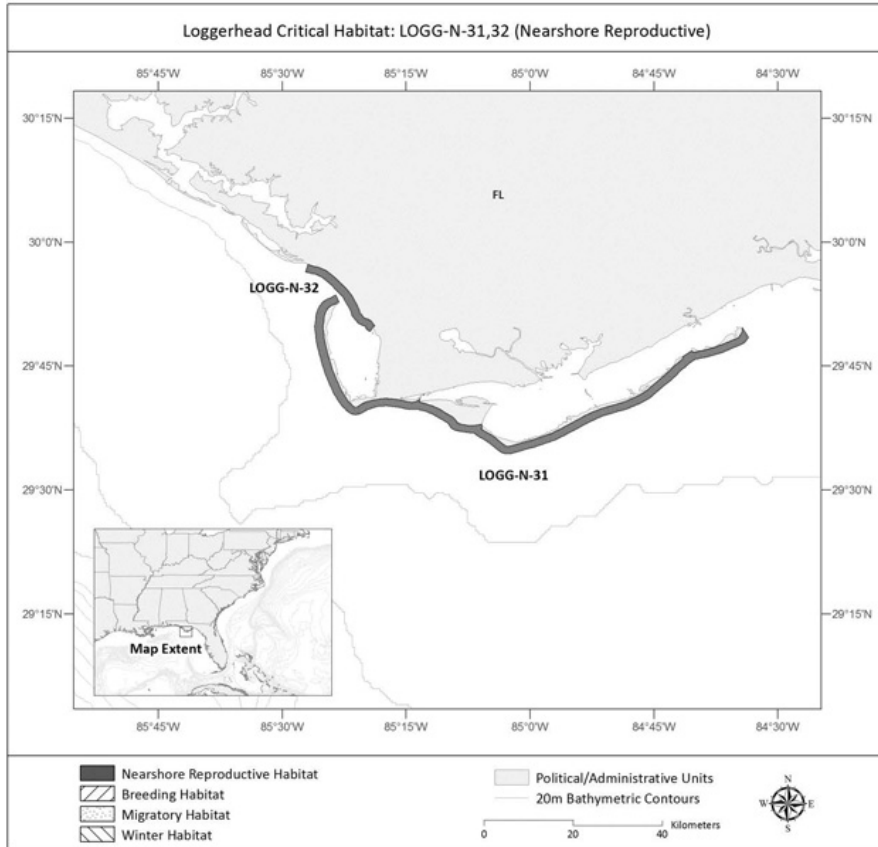 Loggerhead Critical Habitat: LOGG-N-31,32 (Nearshore Reproductive)
85°45'W 85°30'W 85°15'W 85°0'W 84°45'W 84°30'W
30°15'N 30°15'N
FL
30°0'N 30°0'N
LOGG-N-32
29°45'N 29°45'N
LOGG-N-31
29°30'N 29°30'N
29°15'N 29°15'N
Map Extent
85°45'W 85°30'W 85°15'W 85°0'W 84°45'W 84°30'W
Nearshore Reproductive Habitat
Breeding Habitat
Migratory Habitat
Winter Habitat
Political/Administrative Units
20m Bathymetric Contours
Kilometers
0 20 40
N
W E
S